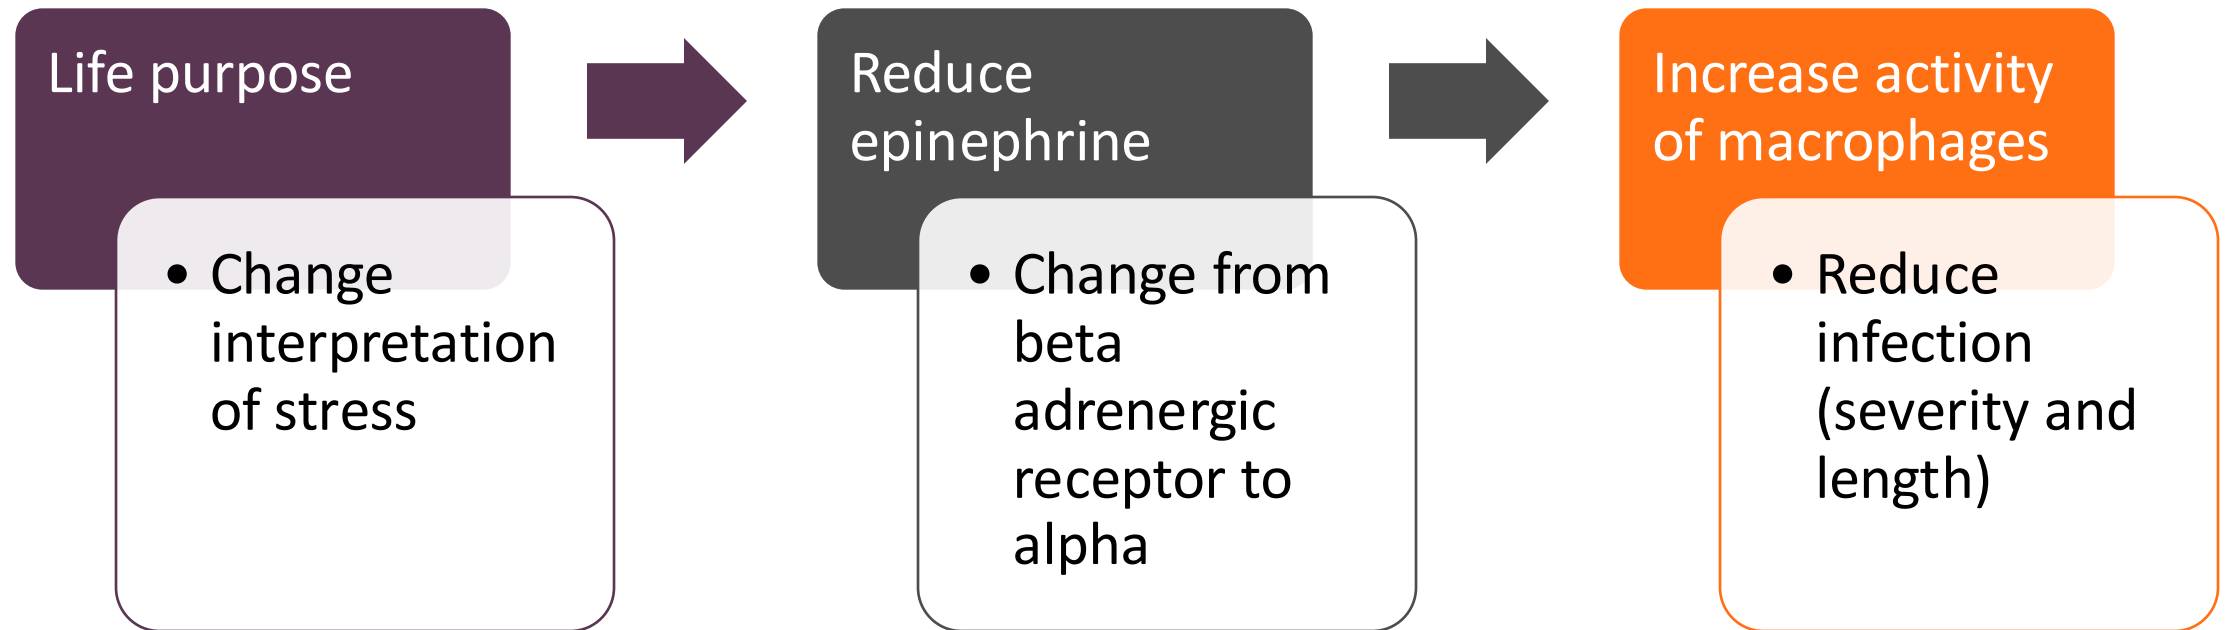 Life purpose
• Change
interpretation
of stress
Reduce
epinephrine
• Change from
beta
adrenergic
receptor to
alpha
Increase activity
of macrophages
• Reduce
infection
(severity and
length)